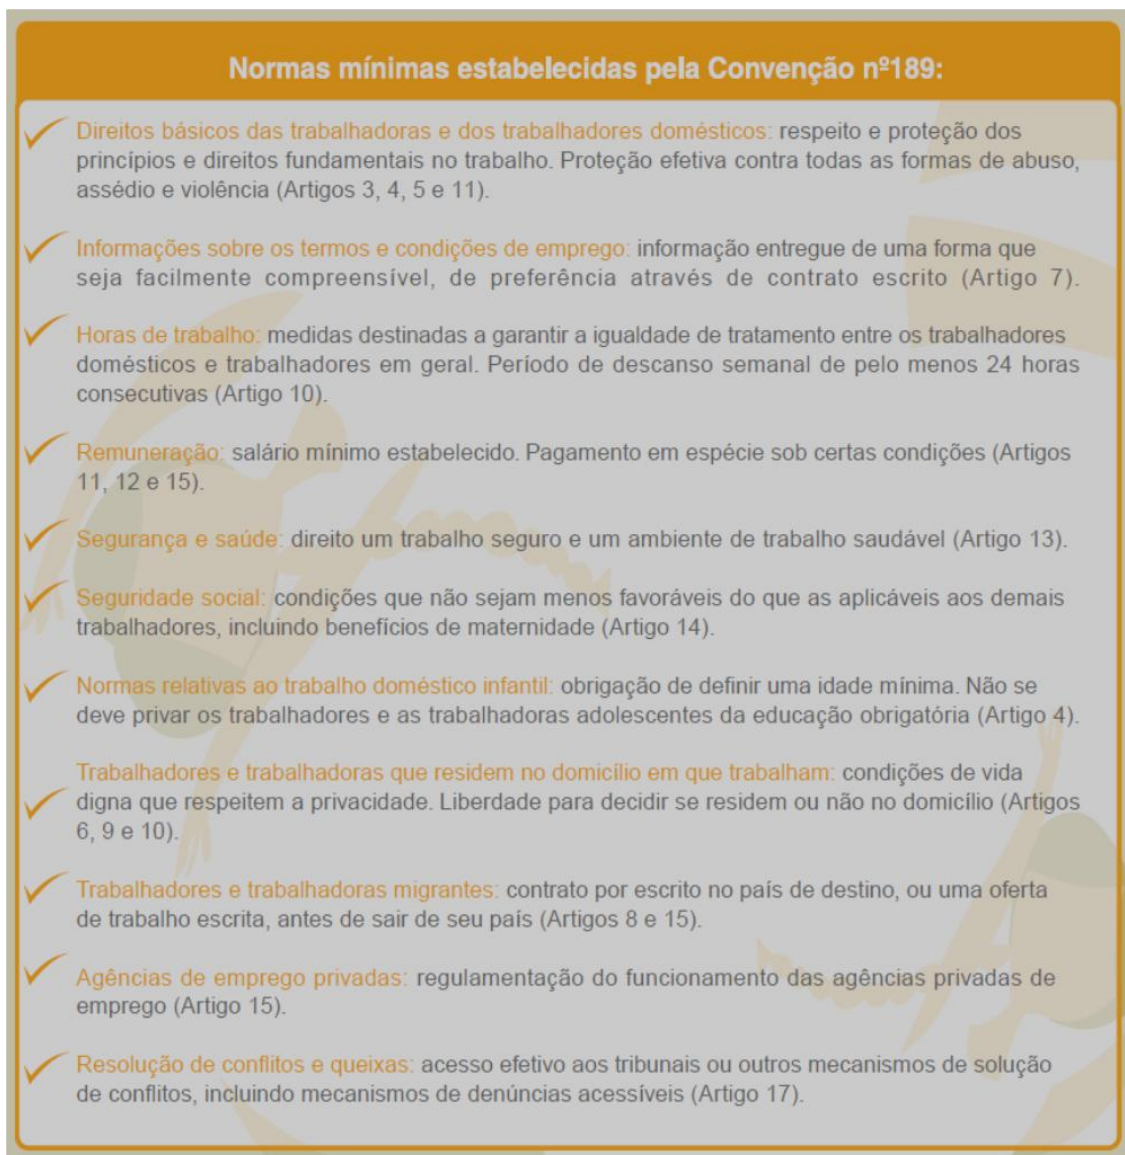 Normas mínimas estabelecidas pela Convenção nº189:
Direitos básicos das trabalhadoras e dos trabalhadores domésticos: respeito e proteção dos
princípios e direitos fundamentais no trabalho. Proteção efetiva contra todas as formas de abuso,
assédio e violência (Artigos 3, 4, 5 e 11).
Informações sobre os termos e condições de emprego: informação entregue de uma forma que
seja facilmente compreensível, de preferência através de contrato escrito (Artigo 7).
Horas de trabalho: medidas destinadas a garantir a igualdade de tratamento entre os trabalhadores
domésticos e trabalhadores em geral. Período de descanso semanal de pelo menos 24 horas
consecutivas (Artigo 10).
Remuneração: salário mínimo estabelecido. Pagamento em espécie sob certas condições (Artigos
11, 12 e 15).
Segurança e saúde: direito um trabalho seguro e um ambiente de trabalho saudável (Artigo 13).
Seguridade social: condições que não sejam menos favoráveis do que as aplicáveis aos demais
trabalhadores, incluindo benefícios de maternidade (Artigo 14).
Normas relativas ao trabalho doméstico infantil: obrigação de definir uma idade mínima. Não se
deve privar os trabalhadores e as trabalhadoras adolescentes da educação obrigatória (Artigo 4).
Trabalhadores e trabalhadoras que residem no domicílio em que trabalham: condições de vida
digna que respeitem a privacidade. Liberdade para decidir se residem ou não no domicílio (Artigos
6, 9 e 10).
Trabalhadores e trabalhadoras migrantes: contrato por escrito no país de destino, ou uma oferta
de trabalho escrita, antes de sair de seu país (Artigos 8 e 15).
Agências de emprego privadas: regulamentação do funcionamento das agências privadas de
emprego (Artigo 15).
Resolução de conflitos e queixas: acesso efetivo aos tribunais ou outros mecanismos de solução
de conflitos, incluindo mecanismos de denúncias acessíveis (Artigo 17).